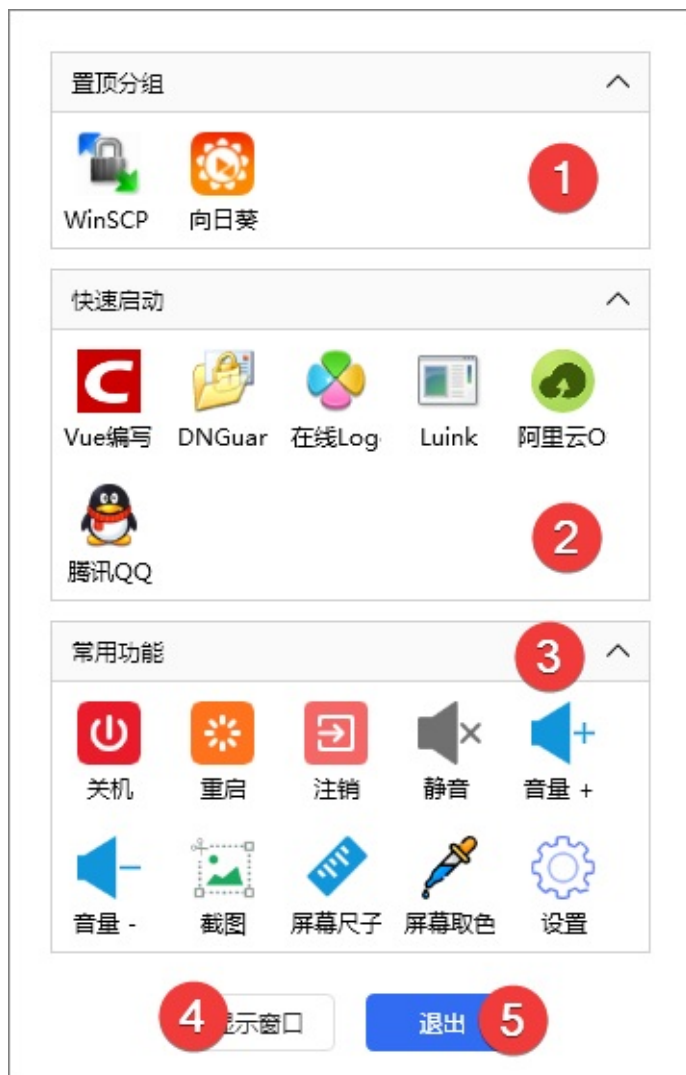 置顶分组
WinSCP 向日葵
1
快速启动
Vue编写 DNGuar 在线Log Luink 阿里云O
腾讯QQ
2
常用功能
3
关机 重启 注销 静音 音量 +
音量 - 截图 屏幕尺子 屏幕取色 设置
4 显示窗口 退出 5